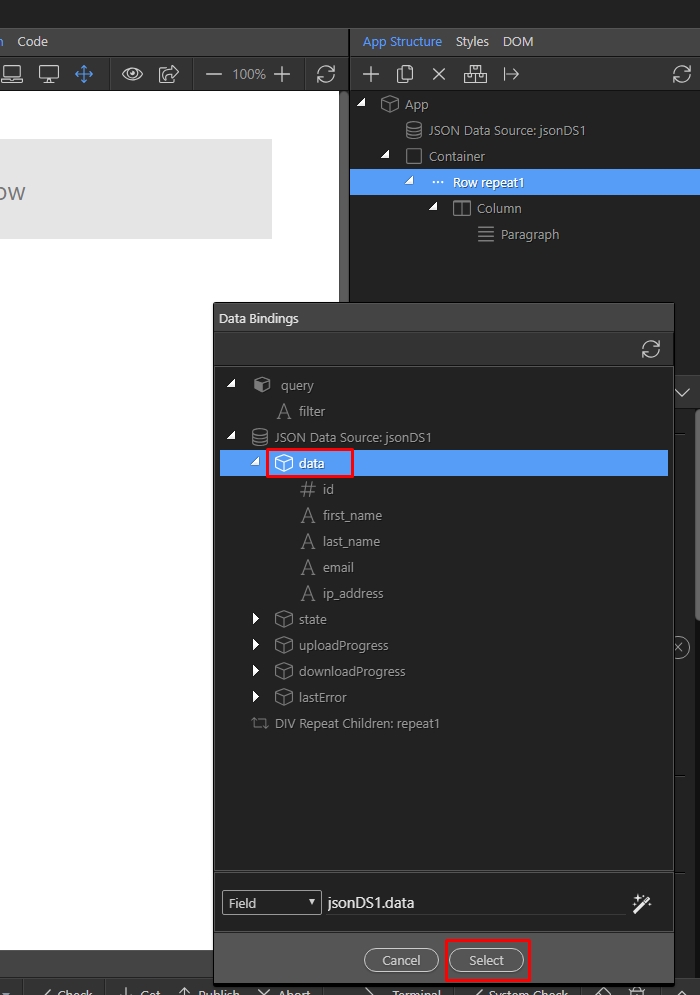 Code
App Structure Styles DOM
100%
App
JSON Data Source: jsonDS1
Container
Row repeat1
Column
Paragraph
Data Bindings
query
filter
JSON Data Source: jsonDS1
data
id
first_name
last_name
email
ip_address
state
uploadProgress
downloadProgress
lastError
DIV Repeat Children: repeat1
Field jsonDS1.data
Cancel Select
Check Get Publish Abort Terminal System Check